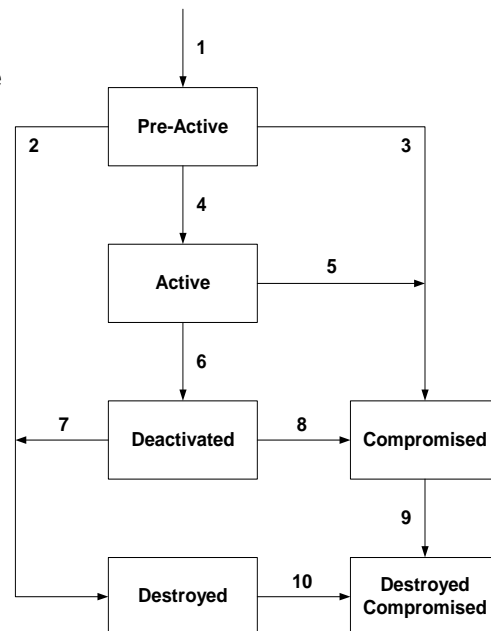 1
e
Pre-Active
2
3
4
Active
5
6
7
Deactivated
8
Compromised
9
Destroyed
10
Destroyed
Compromised